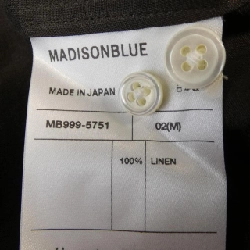 MADISONBLUE
MADE IN JAPAN
MB999-5751 02(M)
100% LINEN